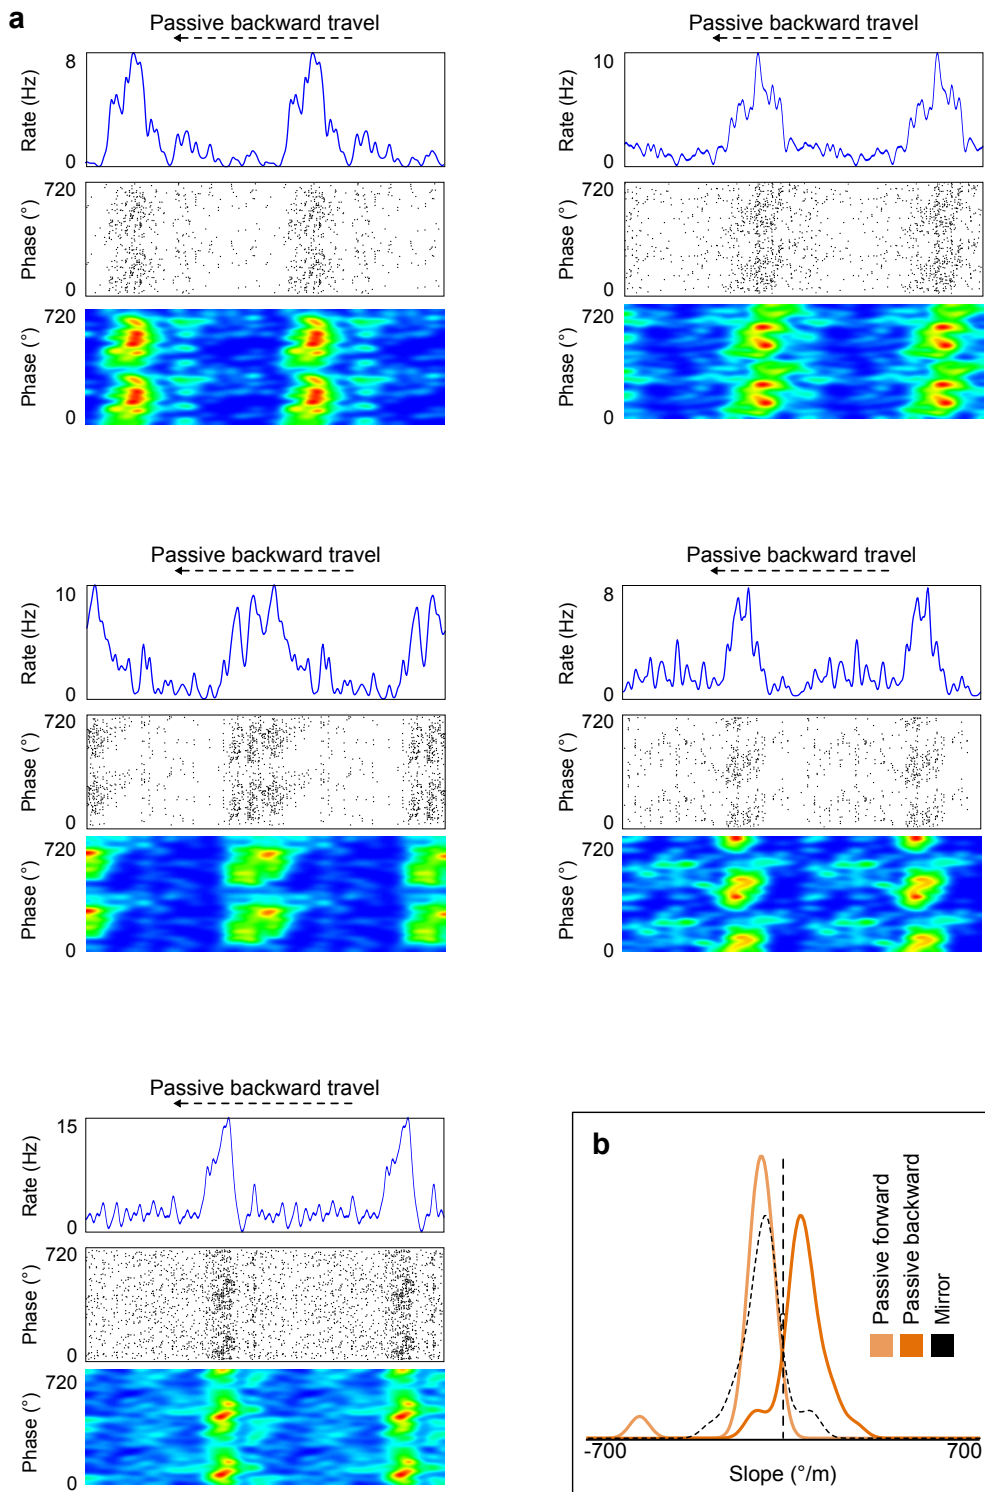 a
Passive backward travel
8
Rate (Hz)
0
720
Phase (°)
0
720
Phase (°)
0
Passive backward travel
10
Rate (Hz)
0
720
Phase (°)
0
720
Phase (°)
0
Passive backward travel
10
Rate (Hz)
0
720
Phase (°)
0
720
Phase (°)
0
Passive backward travel
8
Rate (Hz)
0
720
Phase (°)
0
720
Phase (°)
0
Passive backward travel
15
Rate (Hz)
0
720
Phase (°)
0
720
Phase (°)
0
b
Passive forward
Passive backward
Mirror
-700
700
Slope (°/m)